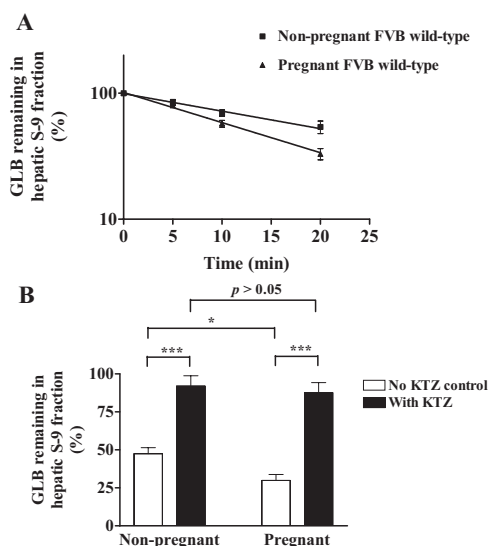 A
Non-pregnant FVB wild-type
Pregnant FVB wild-type
GLB remaining in
hepatic S-9 fraction
(%)
100
10
0 5 10 15 20 25
Time (min)
B
p > 0.05
*
*** ***
No KTZ control
With KTZ
GLB remaining in
hepatic S-9 fraction
(%)
100
75
50
25
0
Non-pregnant Pregnant